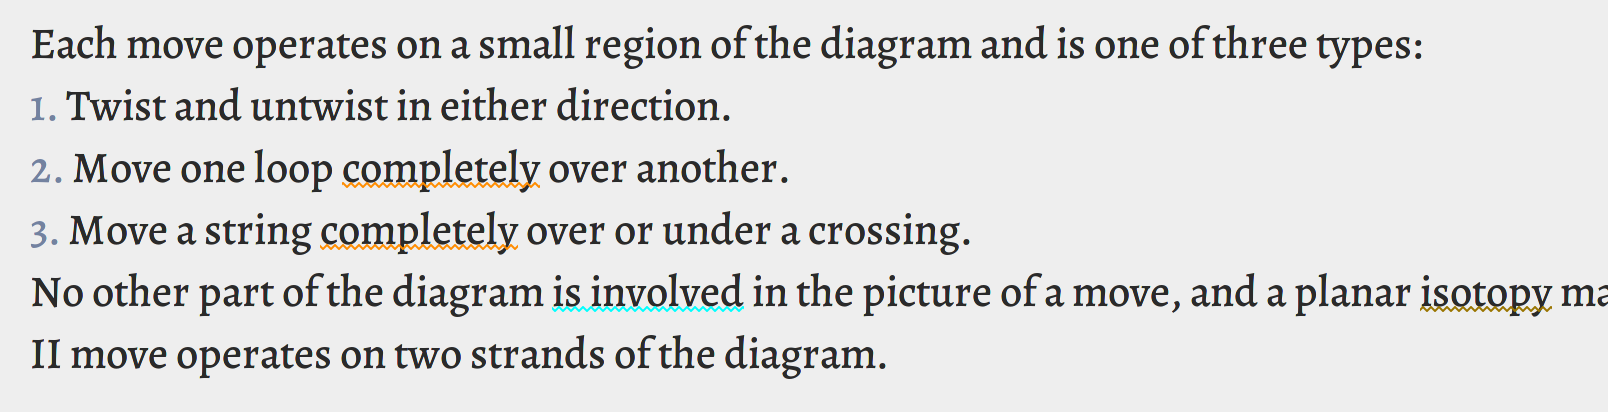 Each move operates on a small region of the diagram and is one of three types:
1. Twist and untwist in either direction.
2. Move one loop completely over another.
3. Move a string completely over or under a crossing.
No other part of the diagram is involved in the picture of a move, and a planar isotopy
II move operates on two strands of the diagram.